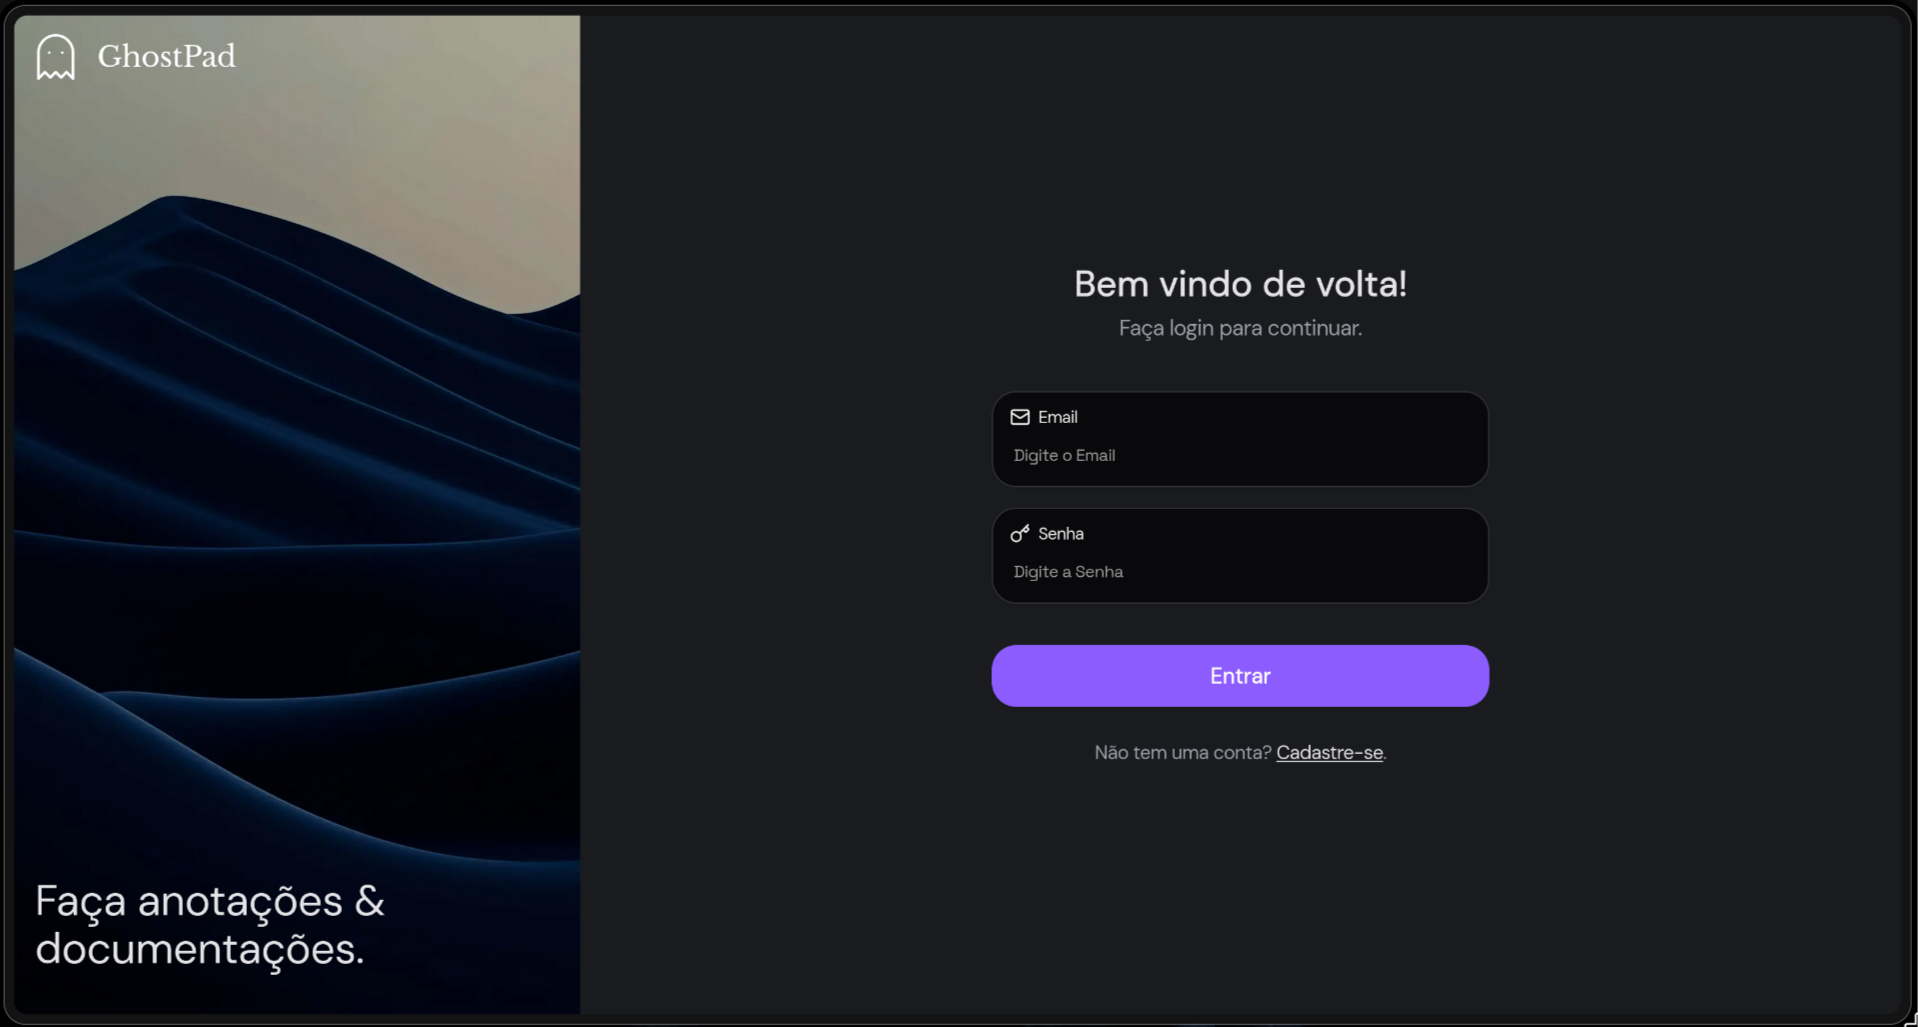 GhostPad
Faça anotações &
documentações.
Bem vindo de volta!
Faça login para continuar.
Email
Digite o Email
Senha
Digite a Senha
Entrar
Não tem uma conta? Cadastre-se.